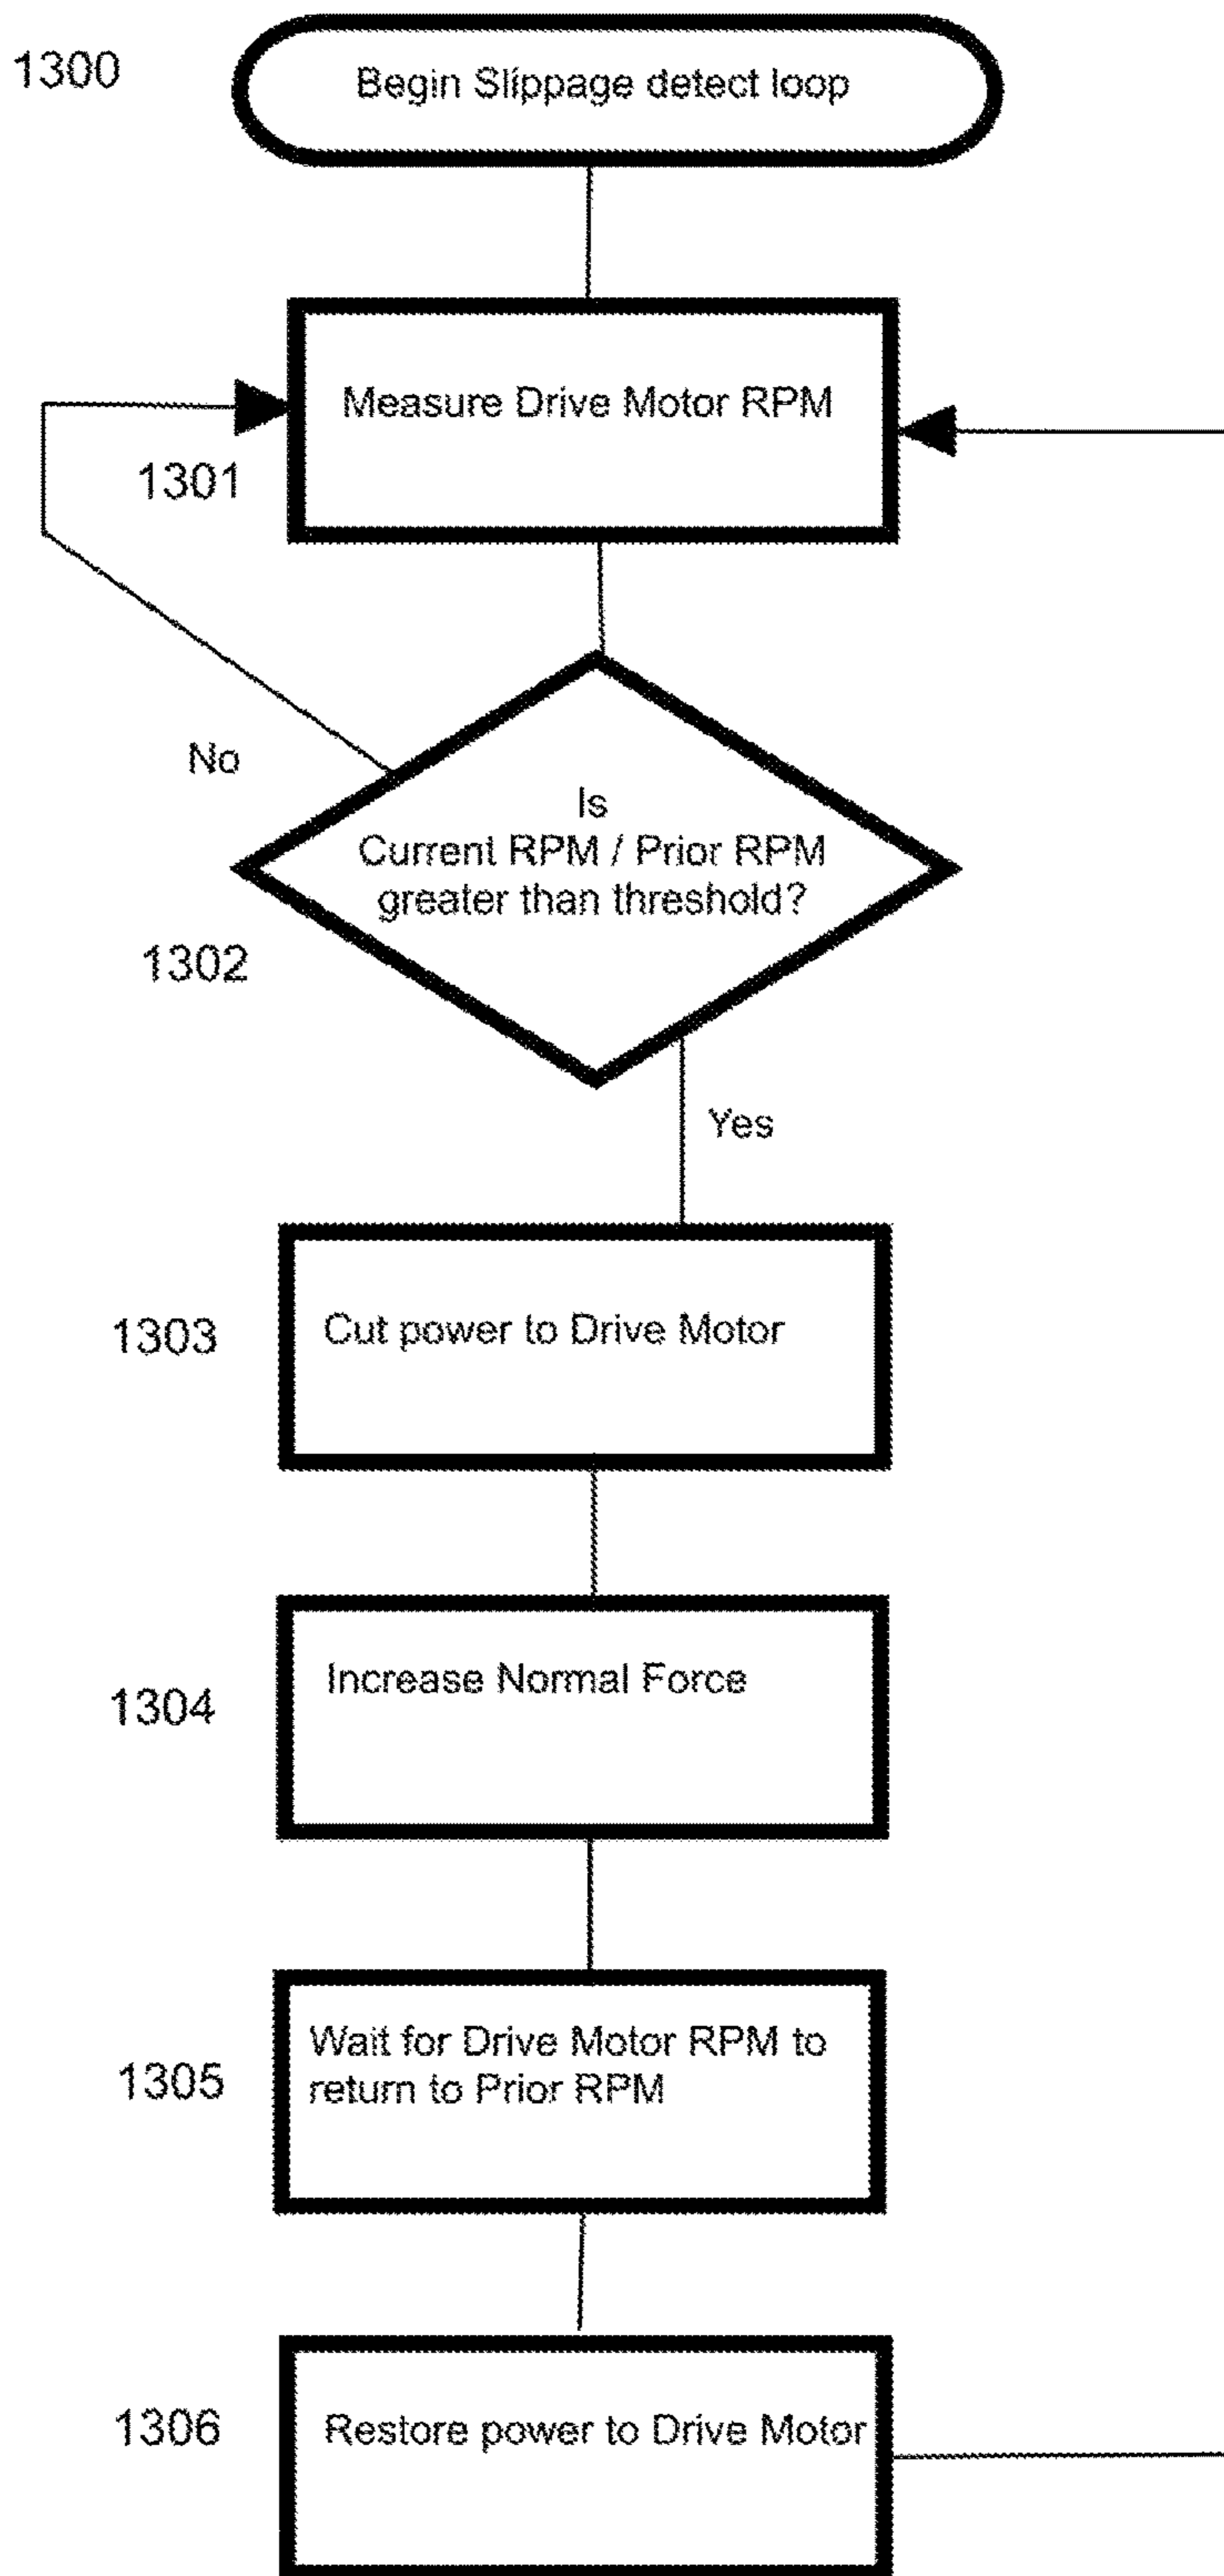 1300
Begin Slippage detect loop
Measure Drive Motor RPM
1301
No
Is
Current RPM / Prior RPM
greater than threshold?
1302
Yes
1303
Cut power to Drive Motor
Increase Normal Force
1304
Wait for Drive Motor RPM to
return to Prior RPM
1305
1306
Restore power to Drive Motor